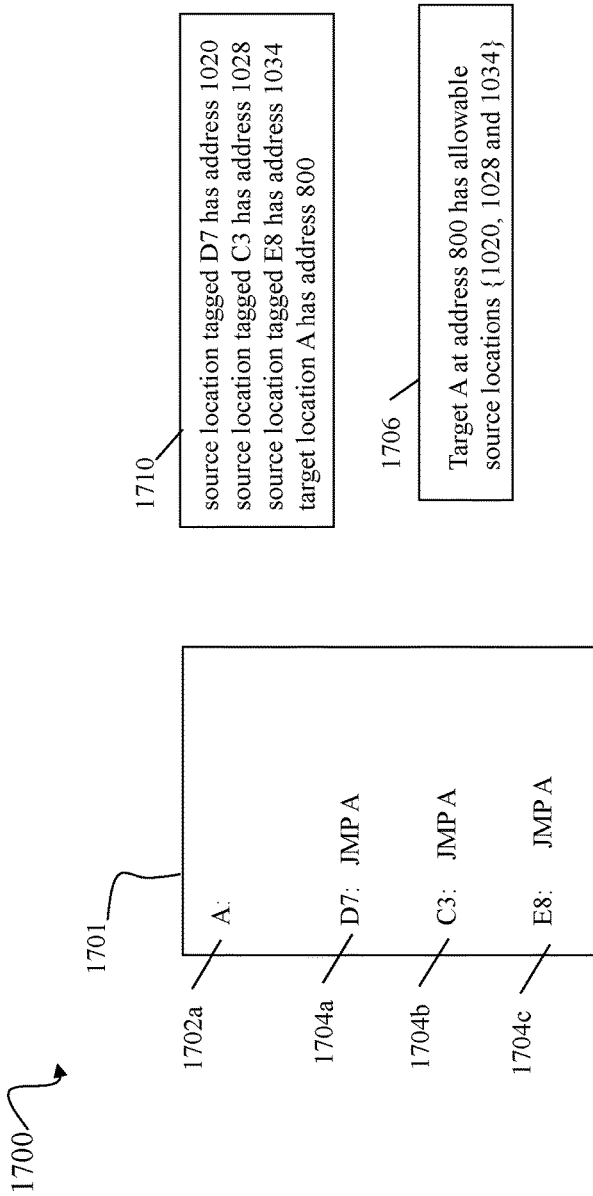 1700
1701
1702a
A:
1704a
D7: JMP A
1704b
C3: JMP A
1704c
E8: JMP A
1710
source location tagged D7 has address 1020
source location tagged C3 has address 1028
source location tagged E8 has address 1034
target location A has address 800
1706
Target A at address 800 has allowable
source locations {1020, 1028 and 1034}